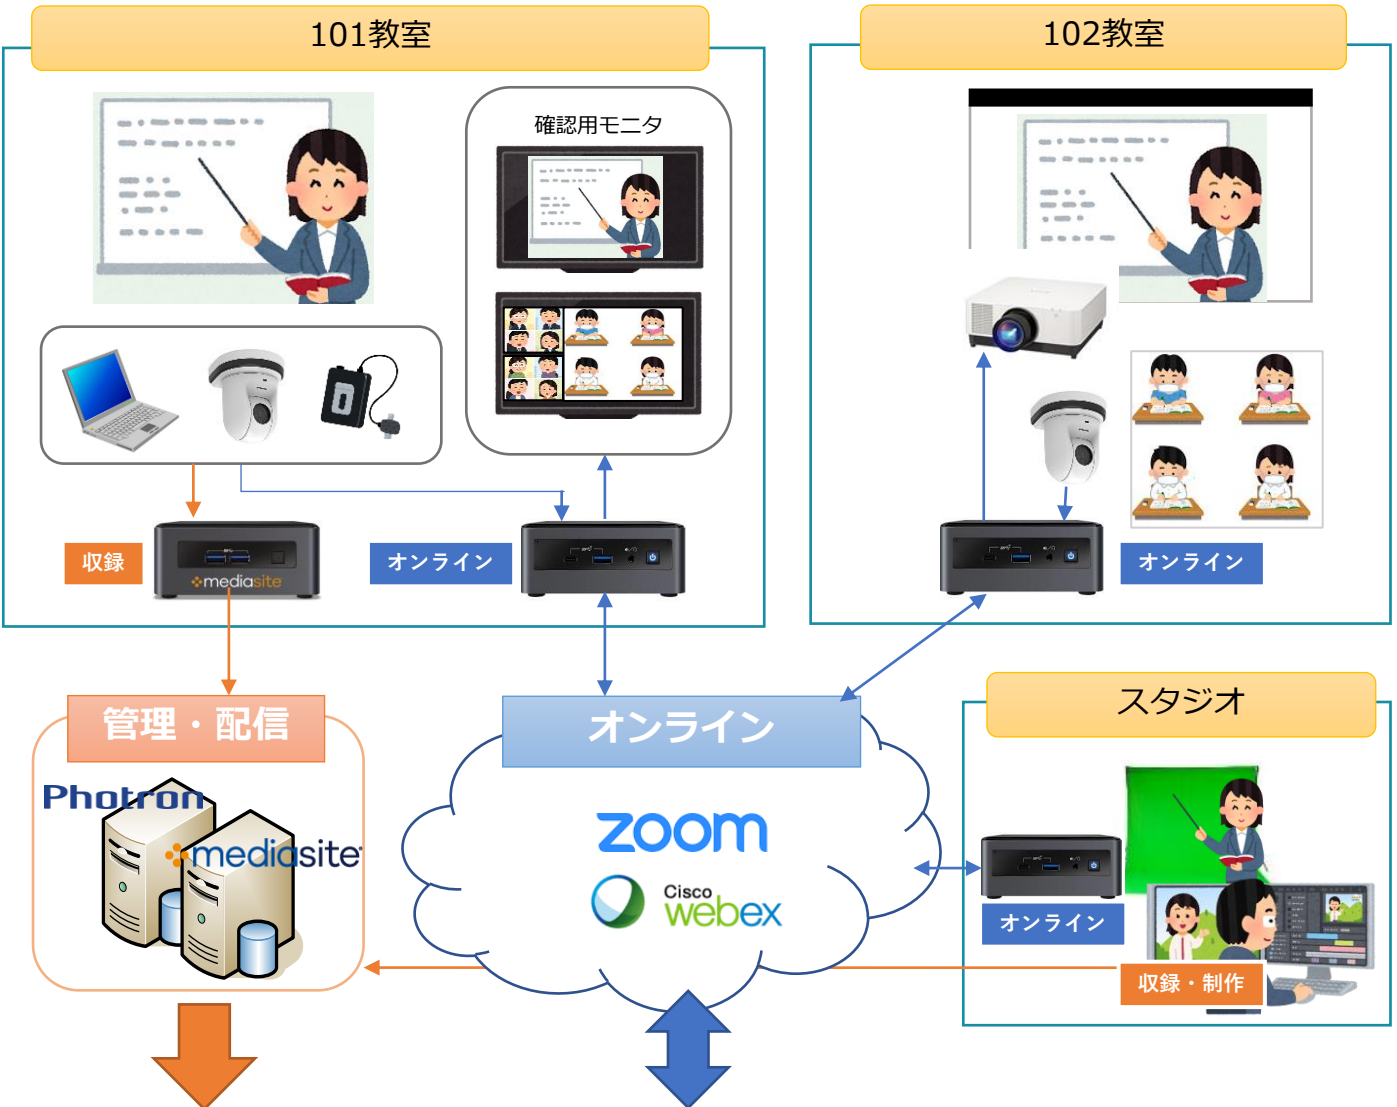 101教室
102教室
確認用モニタ
収録
mediasite
オンライン
オンライン
管理・配信
オンライン
スタジオ
Photron
mediasite
zoom
Cisco
webex
オンライン
収録・制作